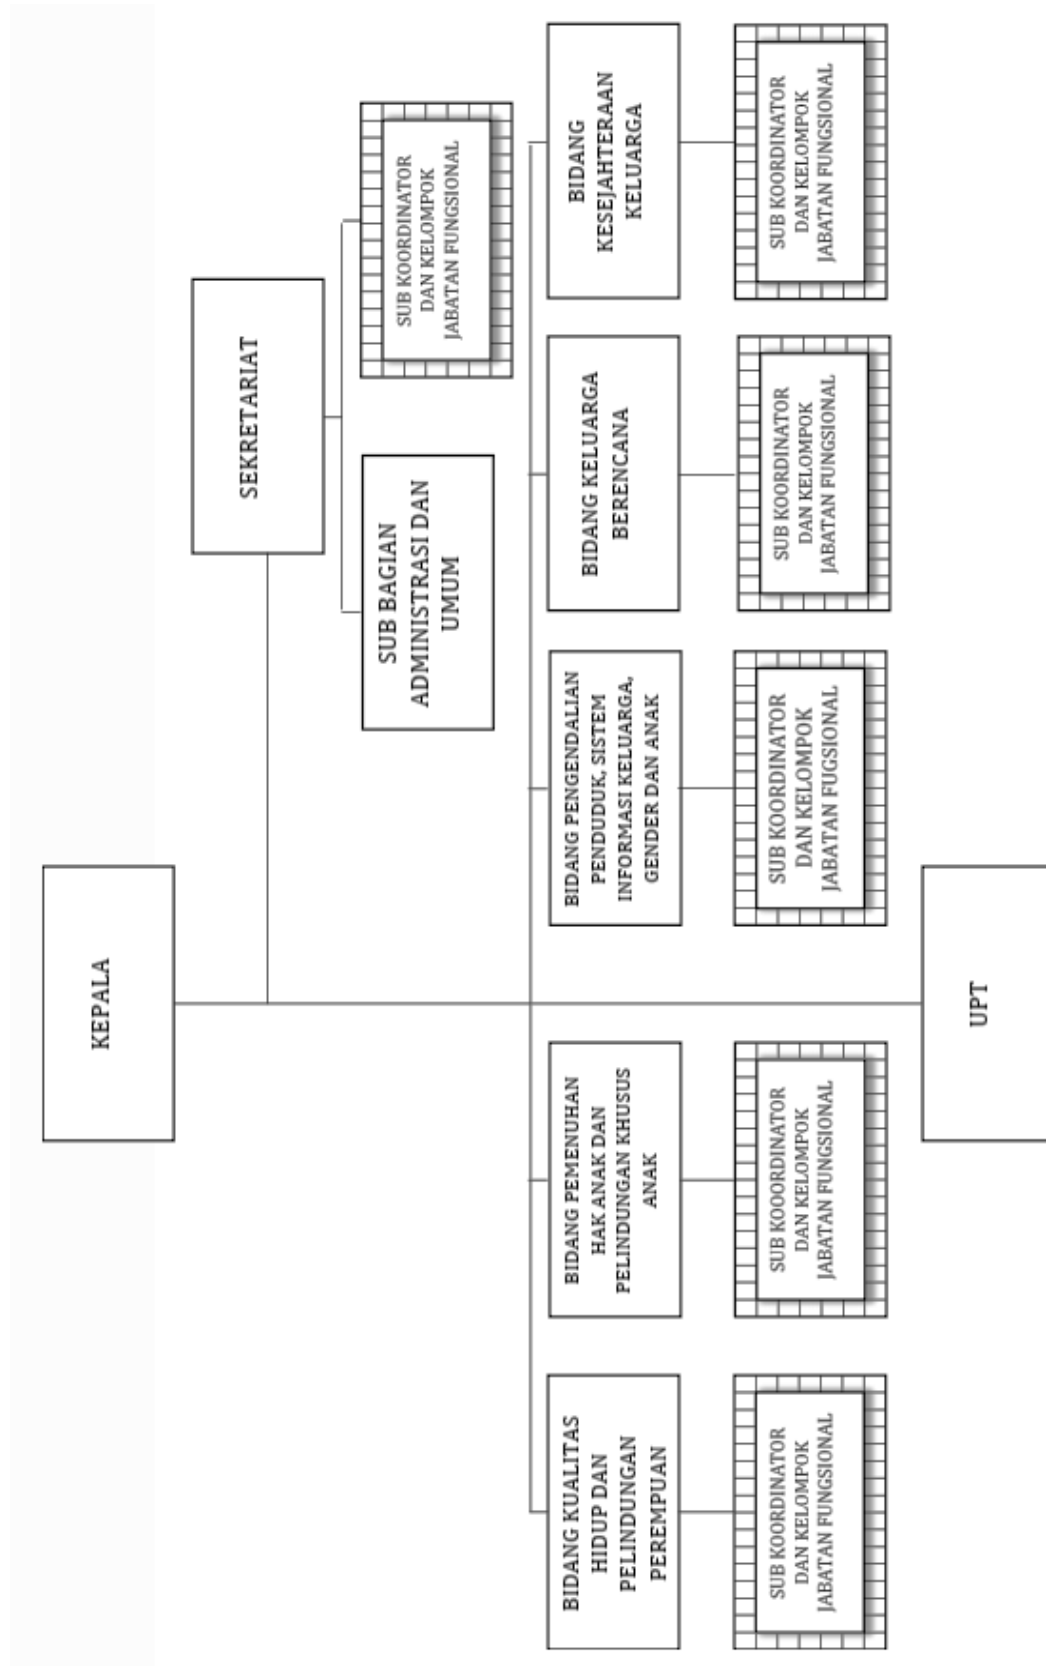 KEPALA
SEKRETARIAT
SUB BAGIAN
ADMINISTRASI DAN
UMUM
SUB KOORDINATOR
DAN KELOMPOK
JABATAN FUNGSIONAL
BIDANG KUALITAS
HIDUP DAN
PELINDUNGAN
PEREMPUAN
BIDANG PEMENUHAN
HAK ANAK DAN
PELINDUNGAN KHUSUS
ANAK
BIDANG PENGENDALIAN
PENDUDUK, SISTEM
INFORMASI KELUARGA,
GENDER DAN ANAK
BIDANG KELUARGA
BERENCANA
BIDANG
KESEJAHTERAAN
KELUARGA
SUB KOORDINATOR
DAN KELOMPOK
JABATAN FUNGSIONAL
SUB KOOORDINATOR
DAN KELOMPOK
JABATAN FUNGSIONAL
SUB KOORDINATOR
DAN KELOMPOK
JABATAN FUGSIONAL
SUB KOORDINATOR
DAN KELOMPOK
JABATAN FUNGSIONAL
SUB KOORDINATOR
DAN KELOMPOK
JABATAN FUNGSIONAL
UPT